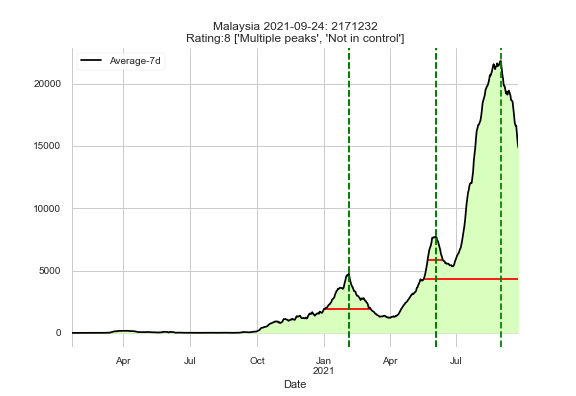 Malaysia 2021-09-24: 2171232
Rating:8 ['Multiple peaks', 'Not in control']
Average-7d
20000
15000
10000
5000
0
Apr Jul Oct Jan Apr Jul
2021
Date